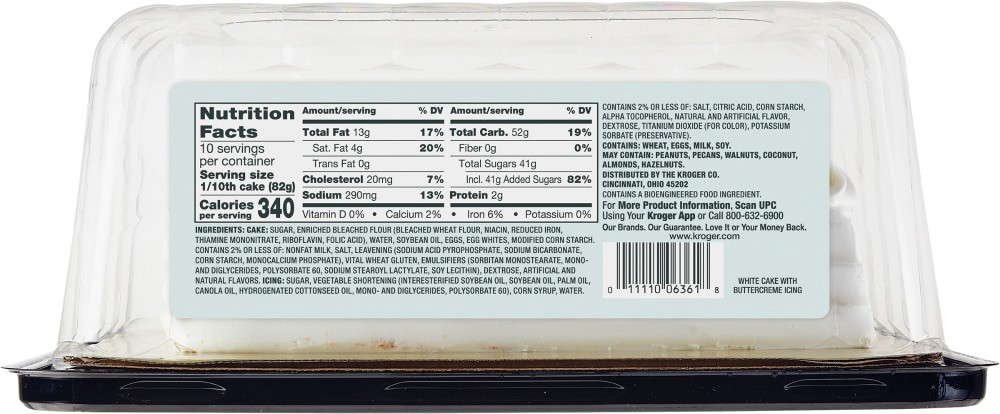 Nutrition
Facts
10 servings
per container
Serving size
1/10th cake (82g)
Calories
per serving 340
Amount/serving % DV
Total Fat 13g 17%
Sat. Fat 4g 20%
Trans Fat 0g
Cholesterol 20mg 7%
Sodium 290mg 13%
Amount/serving % DV
Total Carb. 52g 19%
Fiber 0g 0%
Total Sugars 41g
Incl. 41g Added Sugars 82%
Protein 2g
Vitamin D 0% • Calcium 2% • Iron 6% • Potassium 0%
INGREDIENTS: CAKE: SUGAR, ENRICHED BLEACHED FLOUR (BLEACHED WHEAT FLOUR, NIACIN, REDUCED IRON,
THIAMINE MONONITRATE, RIBOFLAVIN, FOLIC ACID), WATER, SOYBEAN OIL, EGGS, EGG WHITES, MODIFIED CORN STARCH.
CONTAINS 2% OR LESS OF: NONFAT MILK, SALT, LEAVENING (SODIUM ACID PYROPHOSPHATE, SODIUM BICARBONATE,
CORN STARCH, MONOCALCIUM PHOSPHATE), VITAL WHEAT GLUTEN, EMULSIFIERS (SORBITAN MONOSTEARATE, MONO-
AND DIGLYCERIDES, POLYSORBATE 60, SODIUM STEAROYL LACTYLATE, SOY LECITHIN), DEXTROSE, ARTIFICIAL AND
NATURAL FLAVORS. ICING: SUGAR, VEGETABLE SHORTENING (INTERESTERIFIED SOYBEAN OIL, SOYBEAN OIL, PALM OIL,
CANOLA OIL, HYDROGENATED COTTONSEED OIL, MONO- AND DIGLYCERIDES, POLYSORBATE 60), CORN SYRUP, WATER.
CONTAINS 2% OR LESS OF: SALT, CITRIC ACID, CORN STARCH,
ALPHA TOCOPHEROL, NATURAL AND ARTIFICIAL FLAVOR,
DEXTROSE, TITANIUM DIOXIDE (FOR COLOR), POTASSIUM
SORBATE (PRESERVATIVE).
CONTAINS: WHEAT, EGGS, MILK, SOY.
MAY CONTAIN: PEANUTS, PECANS, WALNUTS, COCONUT,
ALMONDS, HAZELNUTS.
DISTRIBUTED BY THE KROGER CO.
CINCINNATI, OHIO 45202
CONTAINS A BIOENGINEERED FOOD INGREDIENT.
For More Product Information, Scan UPC
Using Your Kroger App or Call 800-632-6900
Our Brands. Our Guarantee. Love It or Your Money Back.
www.kroger.com
0 11110 06361 8
WHITE CAKE WITH
BUTTERCREME ICING